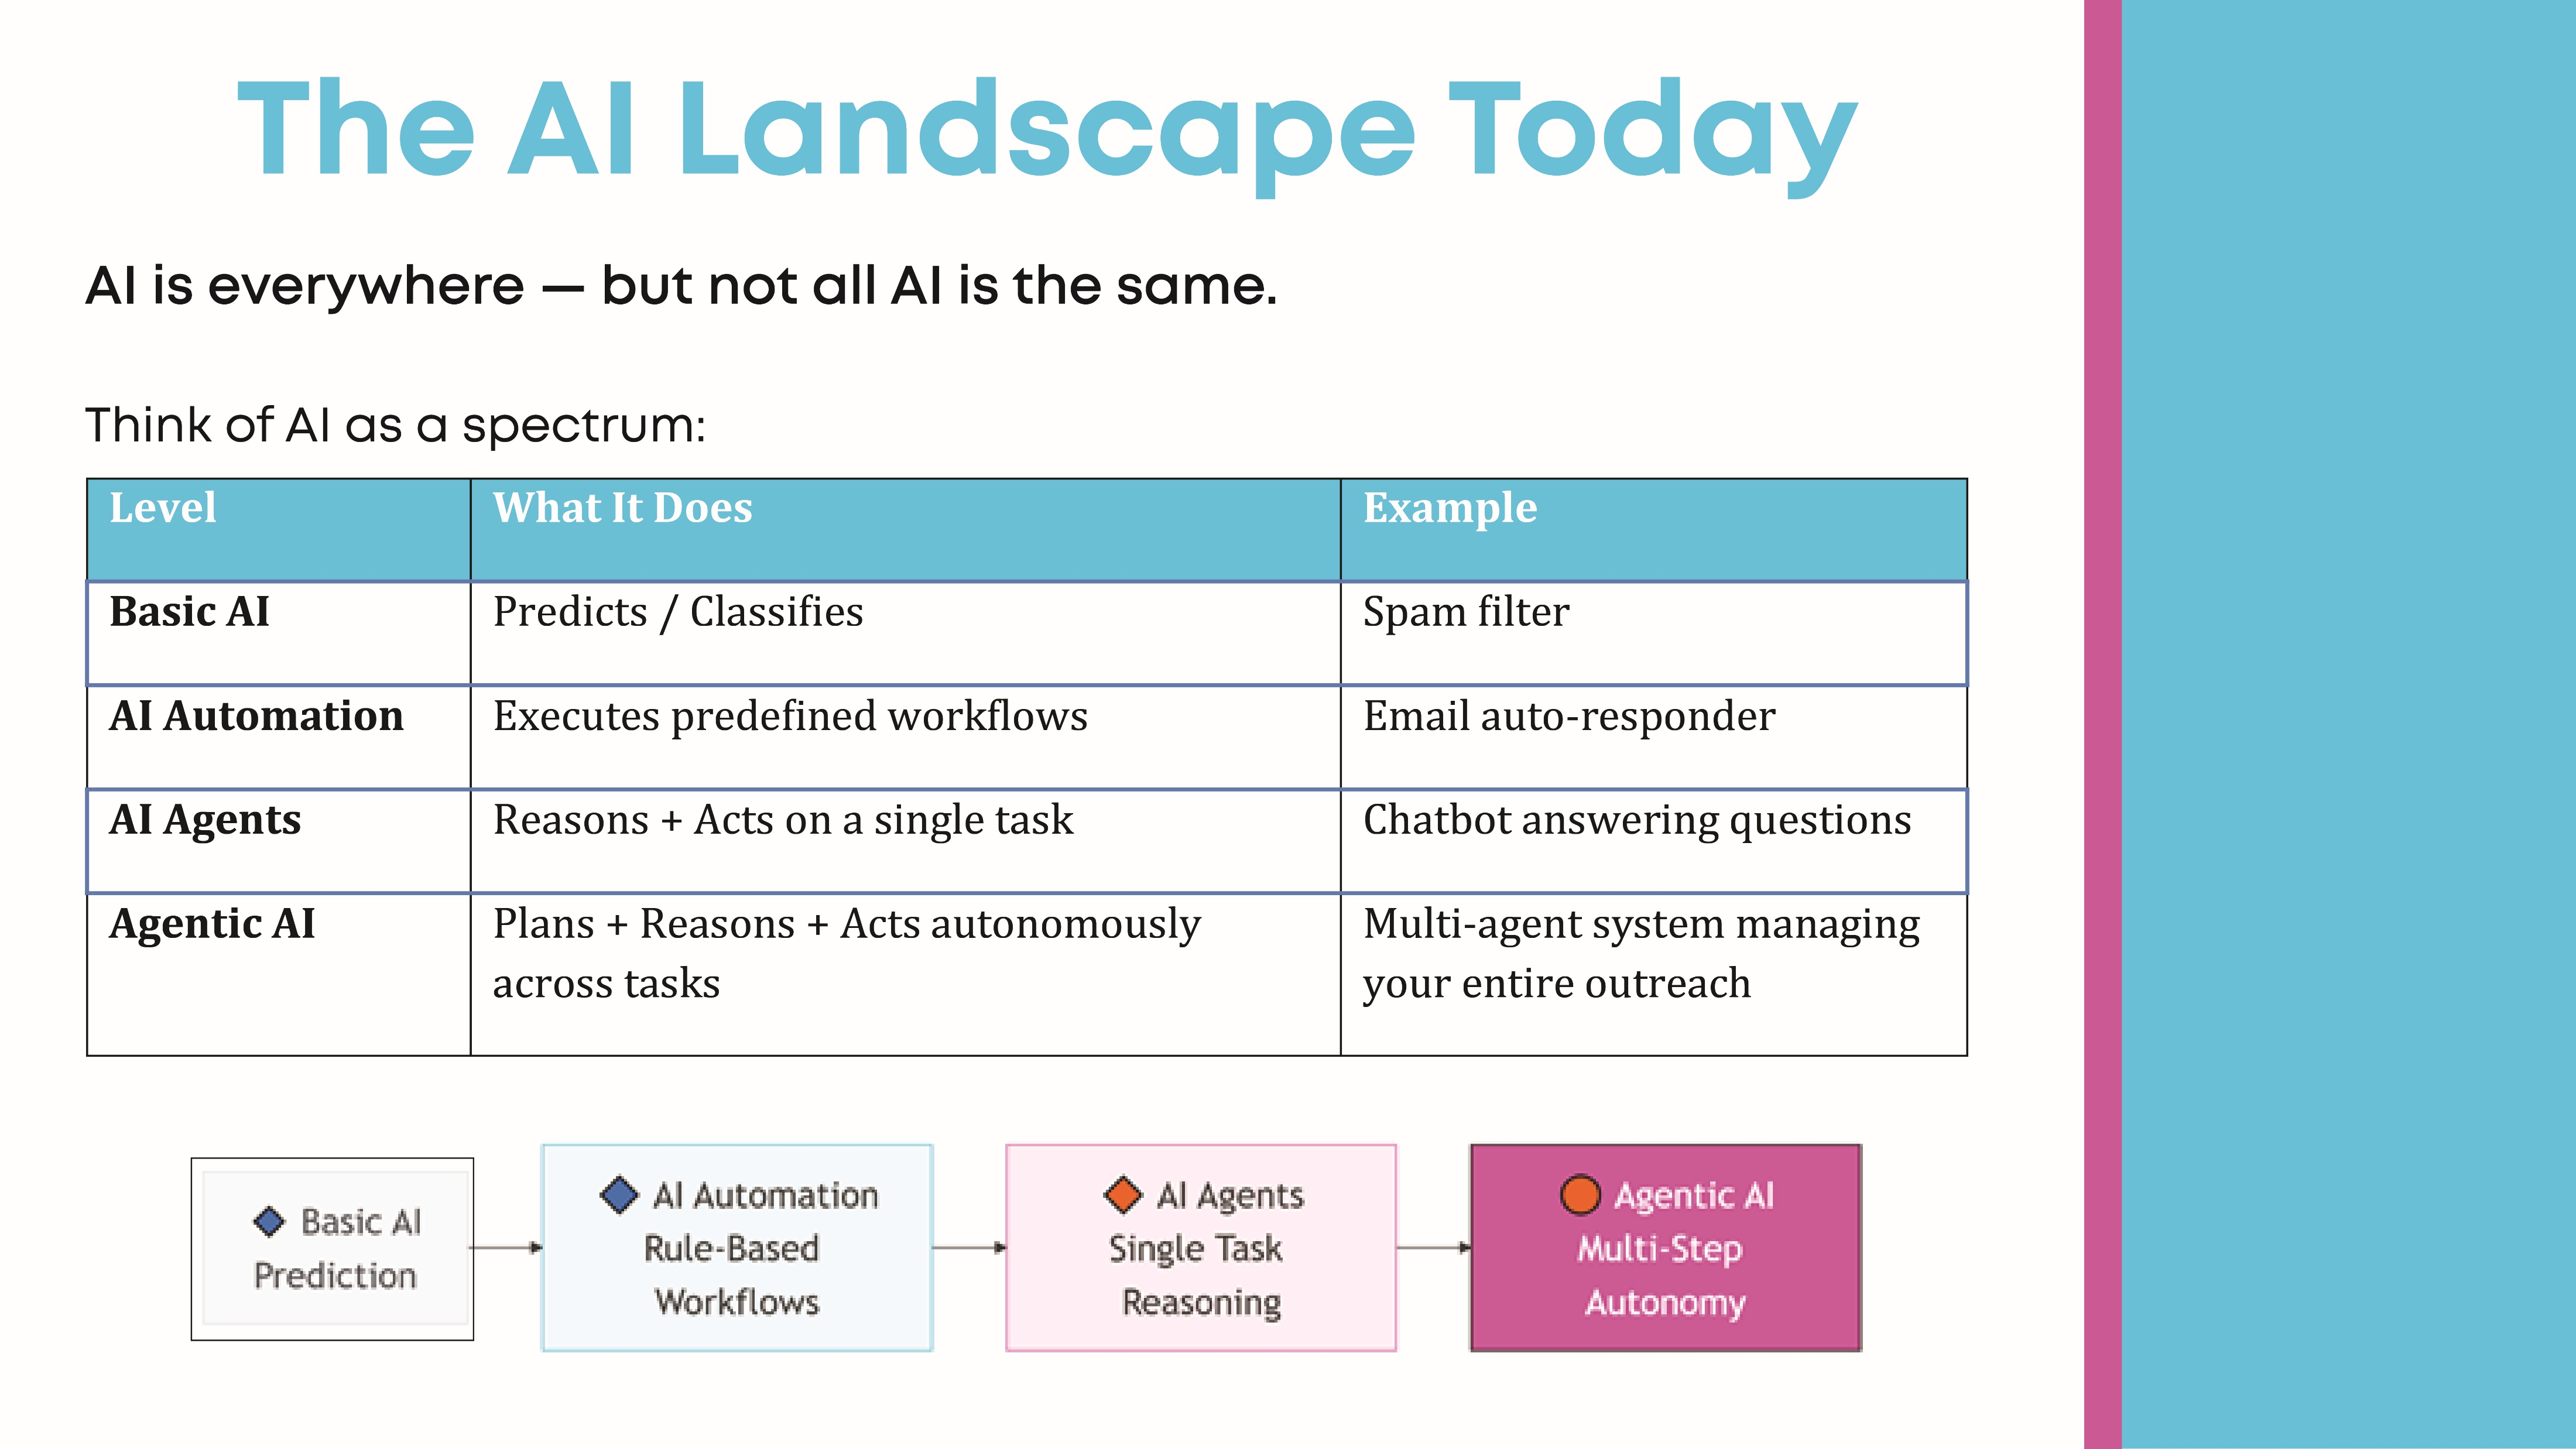 The AI Landscape Today
AI is everywhere — but not all AI is the same.
Think of AI as a spectrum:
Level What It Does Example
Basic AI Predicts / Classifies Spam filter
AI Automation Executes predefined workflows Email auto-responder
AI Agents Reasons + Acts on a single task Chatbot answering questions
Agentic AI Plans + Reasons + Acts autonomously Multi-agent system managing
across tasks your entire outreach
Basic AI
Prediction
AI Automation
Rule-Based
Workflows
AI Agents
Single Task
Reasoning
Agentic AI
Multi-Step
Autonomy